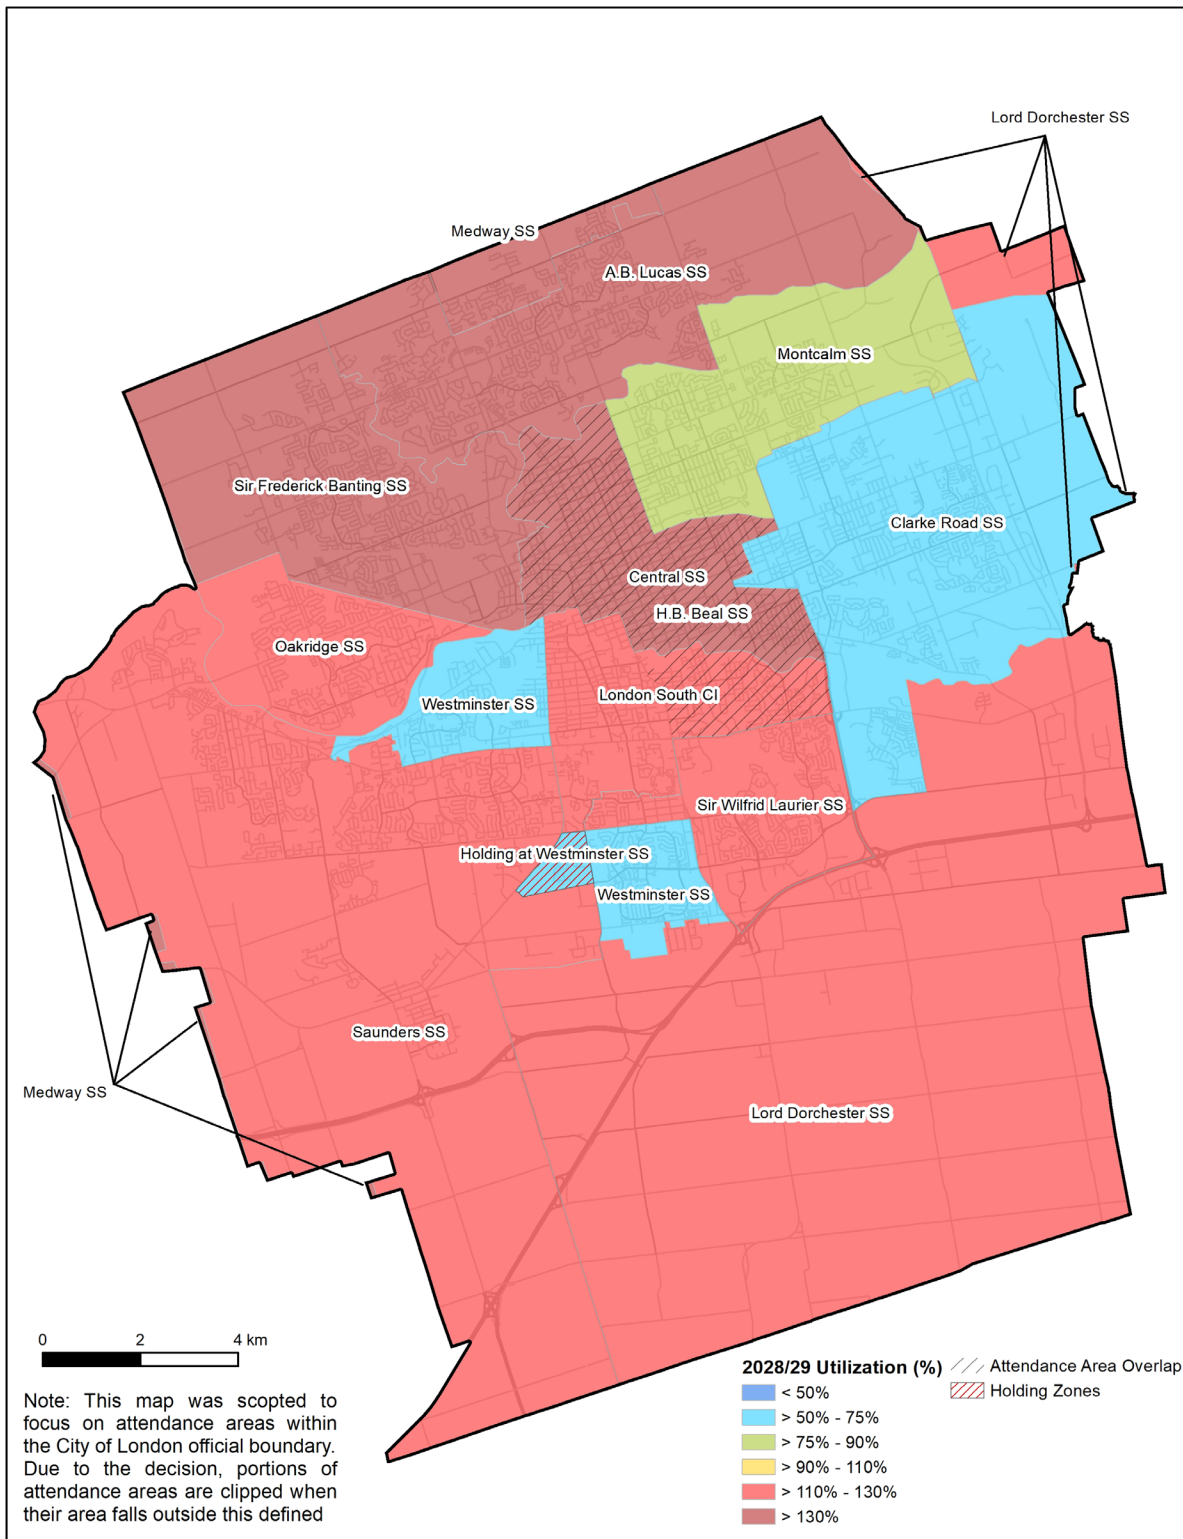 Lord Dorchester SS
Medway SS
A.B. Lucas SS
Montcalm SS
Sir Frederick Banting SS
Clarke Road SS
Central SS
H.B. Beal SS
Oakridge SS
Westminster SS
London South CI
Sir Wilfrid Laurier SS
Holding at Westminster SS
Westminster SS
Saunders SS
Medway SS
Lord Dorchester SS
0 2 4 km
Note: This map was scopted to
focus on attendance areas within
the City of London official boundary.
Due to the decision, portions of
attendance areas are clipped when
their area falls outside this defined
2028/29 Utilization (%)
< 50%
> 50% - 75%
> 75% - 90%
> 90% - 110%
> 110% - 130%
> 130%
Attendance Area Overlap
Holding Zones